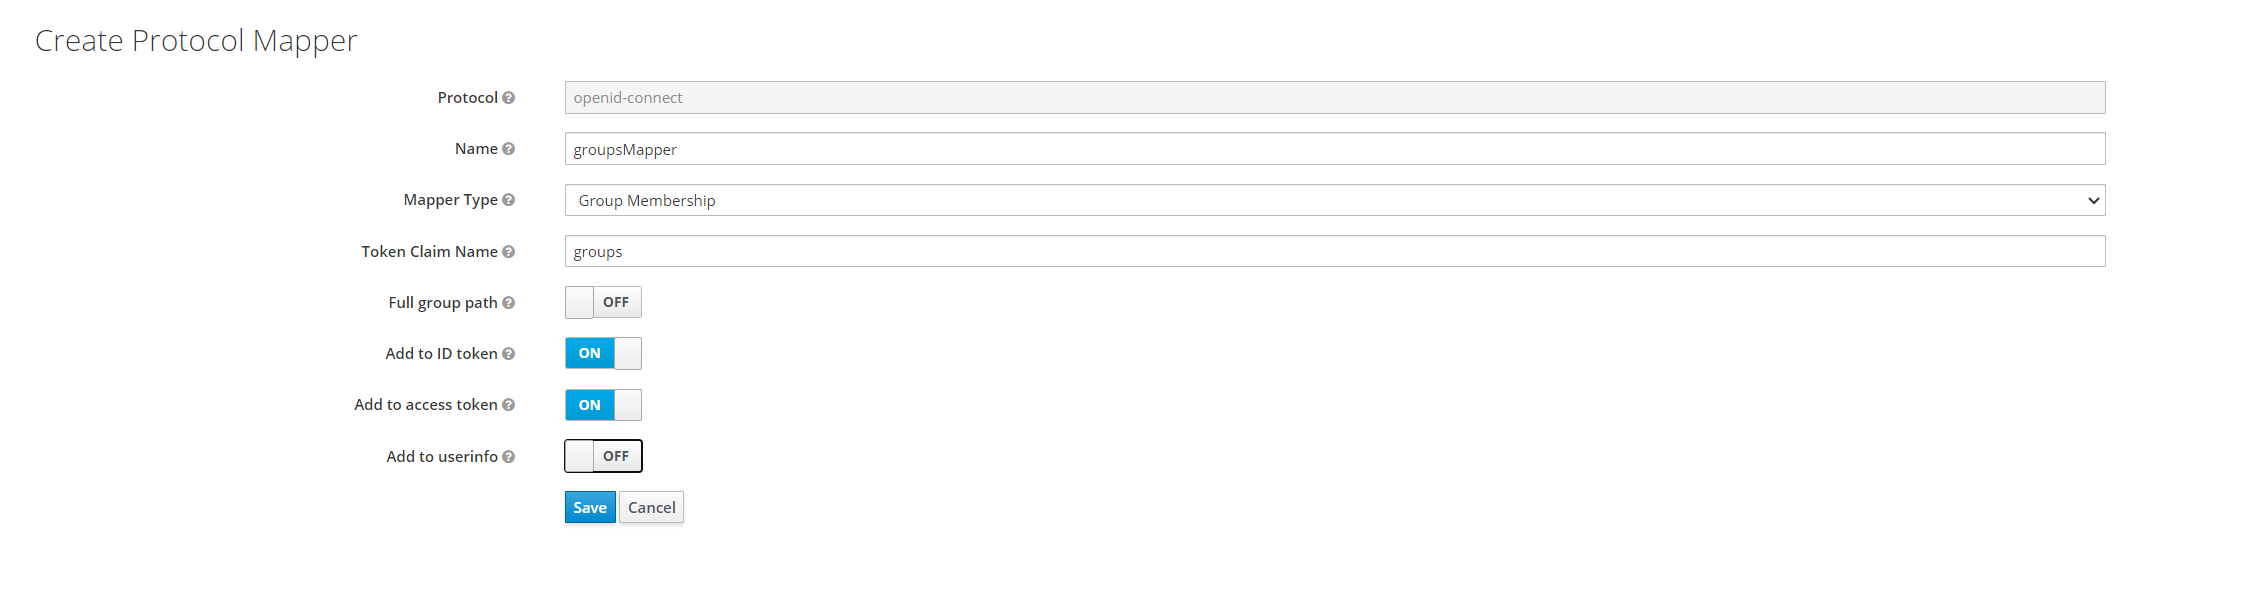 Create Protocol Mapper
Protocol
openid-connect
Name
groupsMapper
Mapper Type
Group Membership
Token Claim Name
groups
Full group path
OFF
Add to ID token
ON
Add to access token
ON
Add to userinfo
OFF
Save Cancel